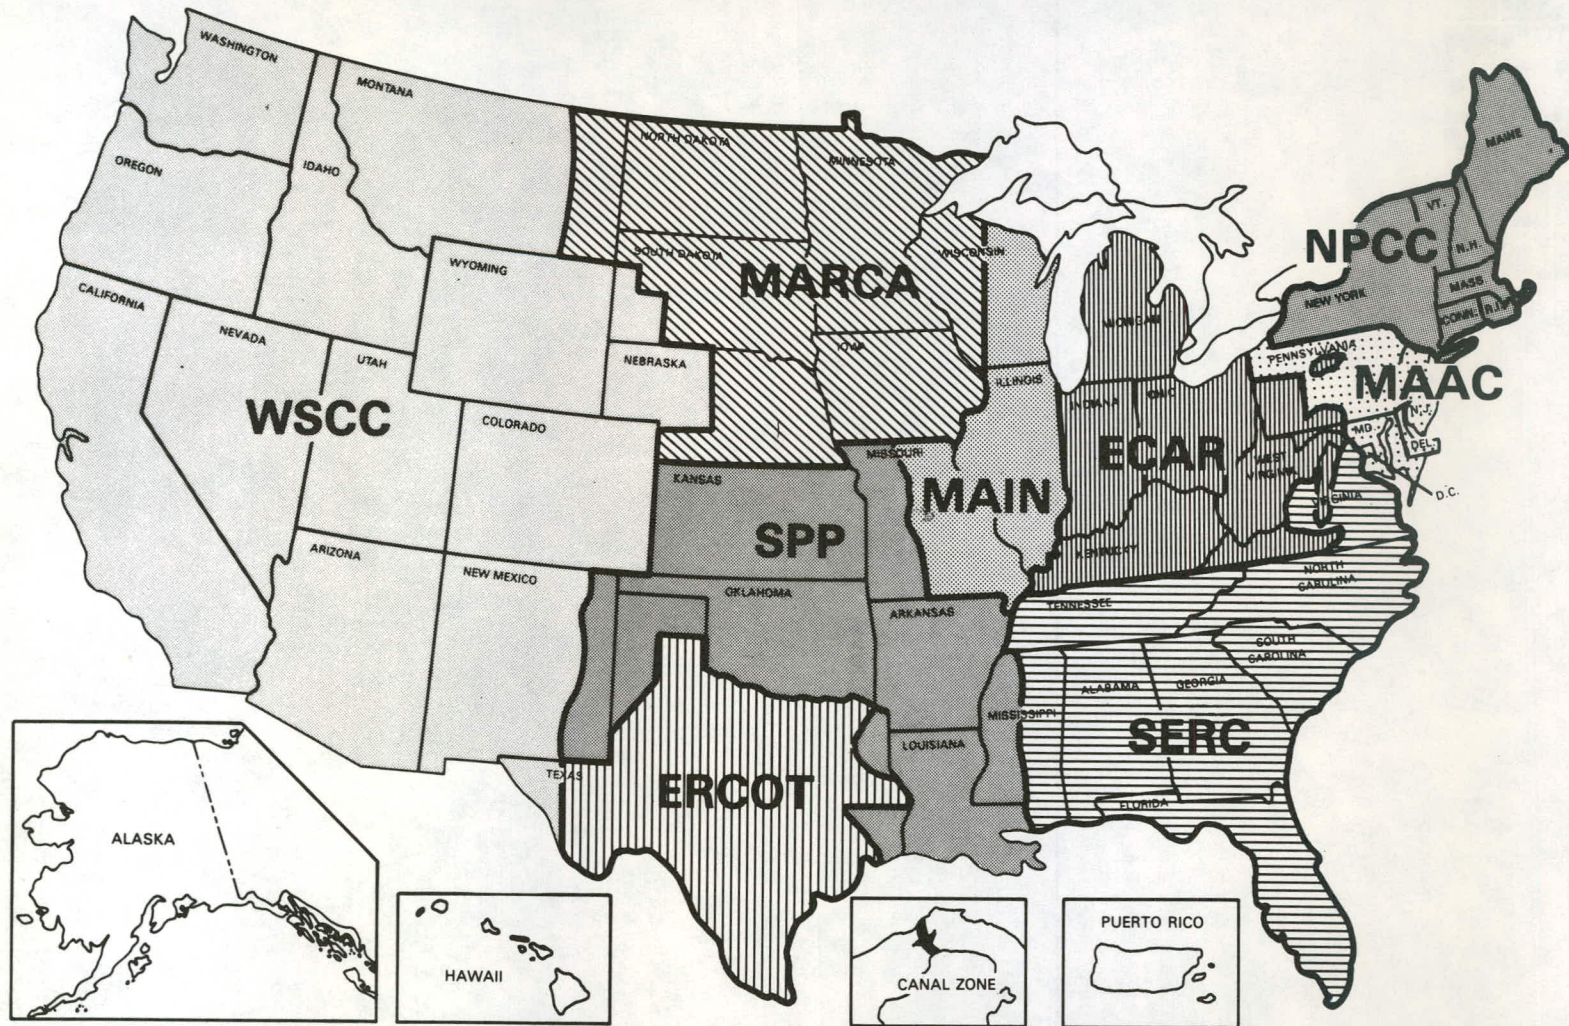 WASHINGTON
MONTANA
OREGON
IDAHO
NORTH DAKOTA
MINNESOTA
MAINE
VT.
N.H.
NPCC
NEW YORK
MASS
CONN.
R.I.
SOUTH DAKOTA
WISCONSIN
WYOMING
MARCA
CALIFORNIA
NEVADA
UTAH
NEBRASKA
IOWA
ILLINOIS
INDIANA
PENNSYLVANIA
MAAC
N.J.
MD.
DEL.
D.C.
WSCC
COLORADO
KANSAS
MISSOURI
MAIN
ECAR
WEST
VIRGINIA
VIRGINIA
SPP
KENTUCKY
ARIZONA
NEW MEXICO
OKLAHOMA
ARKANSAS
TENNESSEE
NORTH
CAROLINA
SOUTH
CAROLINA
ALABAMA
GEORGIA
MISSISSIPPI
SERC
LOUISIANA
TEXAS
ERCOT
FLORIDA
ALASKA
HAWAII
CANAL ZONE
PUERTO RICO